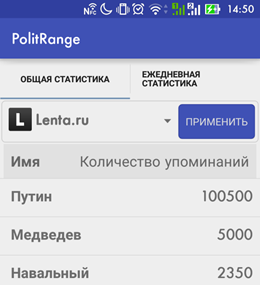 14:50
PolitRange
ОБЩАЯ СТАТИСТИКА
ЕЖЕДНЕВНАЯ
СТАТИСТИКА
L Lenta.ru
ПРИМЕНИТЬ
Имя Количество упоминаний
Путин 100500
Медведев 5000
Навальный 2350